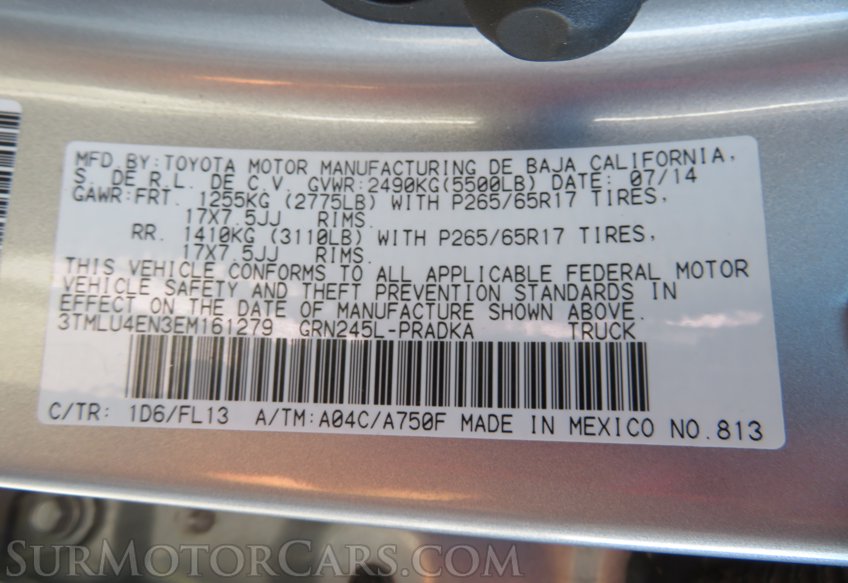 MFD.BY:TOYOTA MOTOR MANUFACTURING DE BAJA CALIFORNIA,
S. DE R.L. DE C.V. GVWR:2490KG(5500LB) DATE: 07/14
GAWR:FRT. 1255KG (2775LB) WITH P265/65R17 TIRES,
17X7.5JJ RIMS.
RR. 1410KG (3110LB) WITH P265/65R17 TIRES,
17X7.5JJ RIMS.
THIS VEHICLE CONFORMS TO ALL APPLICABLE FEDERAL MOTOR
VEHICLE SAFETY AND THEFT PREVENTION STANDARDS IN
EFFECT ON THE DATE OF MANUFACTURE SHOWN ABOVE.
3TMLU4EN3EM161279 GRN245L-PRADKA TRUCK
C/TR: 1D6/FL13 A/TM:A04C/A750F MADE IN MEXICO NO.813
SURMOTORCARS.COM